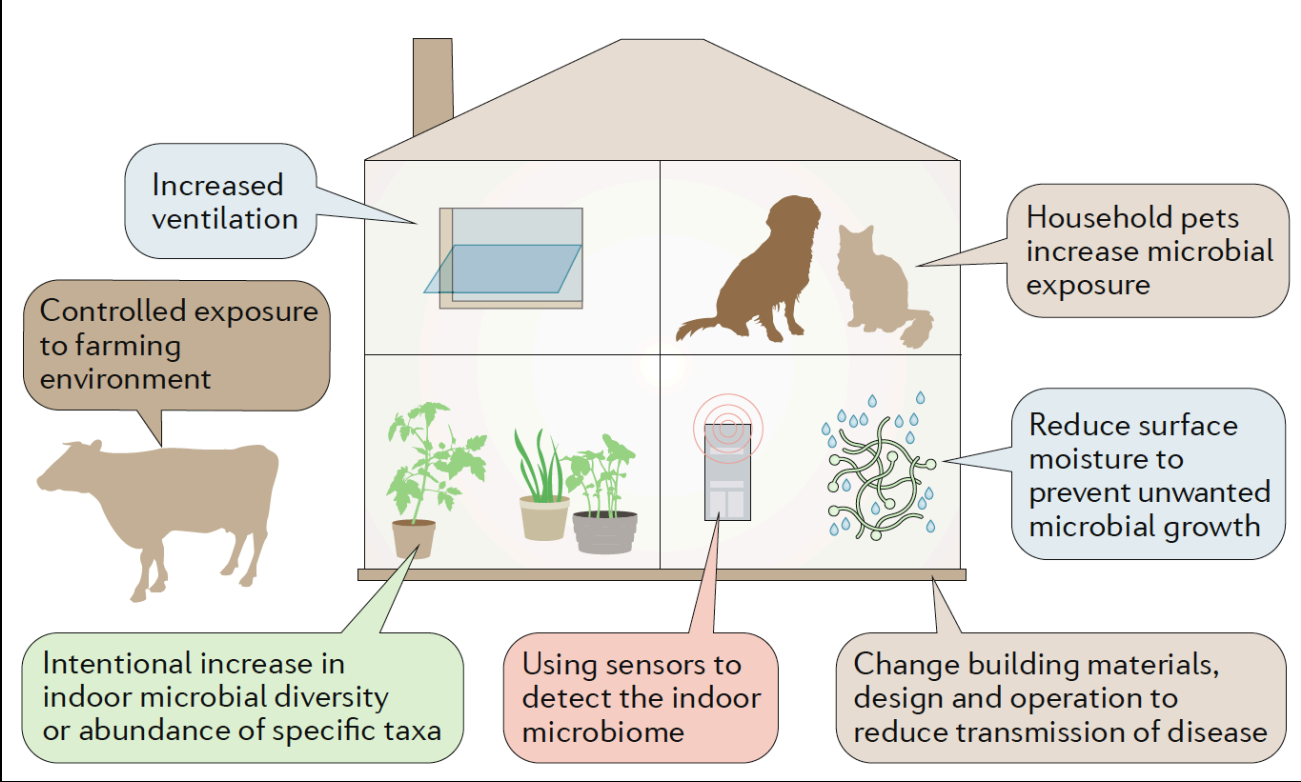 Increased
ventilation
Household pets
increase microbial
exposure
Controlled exposure
to farming
environment
Reduce surface
moisture to
prevent unwanted
microbial growth
Intentional increase in
indoor microbial diversity
or abundance of specific taxa
Using sensors to
detect the indoor
microbiome
Change building materials,
design and operation to
reduce transmission of disease